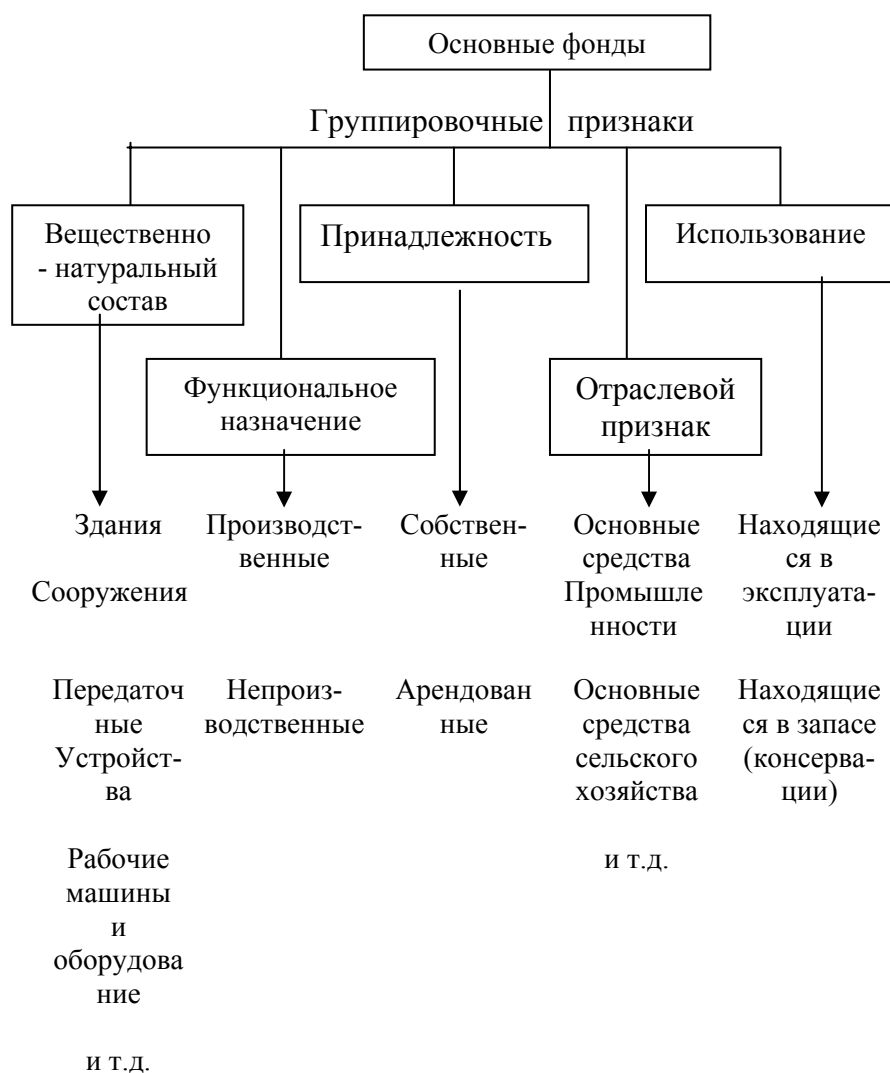 Основные фонды
Группировочные признаки
Вещественно
- натуральный
состав
Принадлежность
Использование
Функциональное
назначение
Отраслевой
признак
Здания
Сооружения
Передаточ
ные
Устройст-
ва
Рабочие
машины
и
оборудова
ние
и т.д.
Производст-
венные
Непроиз-
водственные
Собствен-
ные
Арендован
ные
Основные
средства
Промышле
нности
Основные
средства
сельского
хозяйства
и т.д.
Находящие
ся в
эксплуата-
ции
Находящие
ся в запасе
(консерва-
ции)